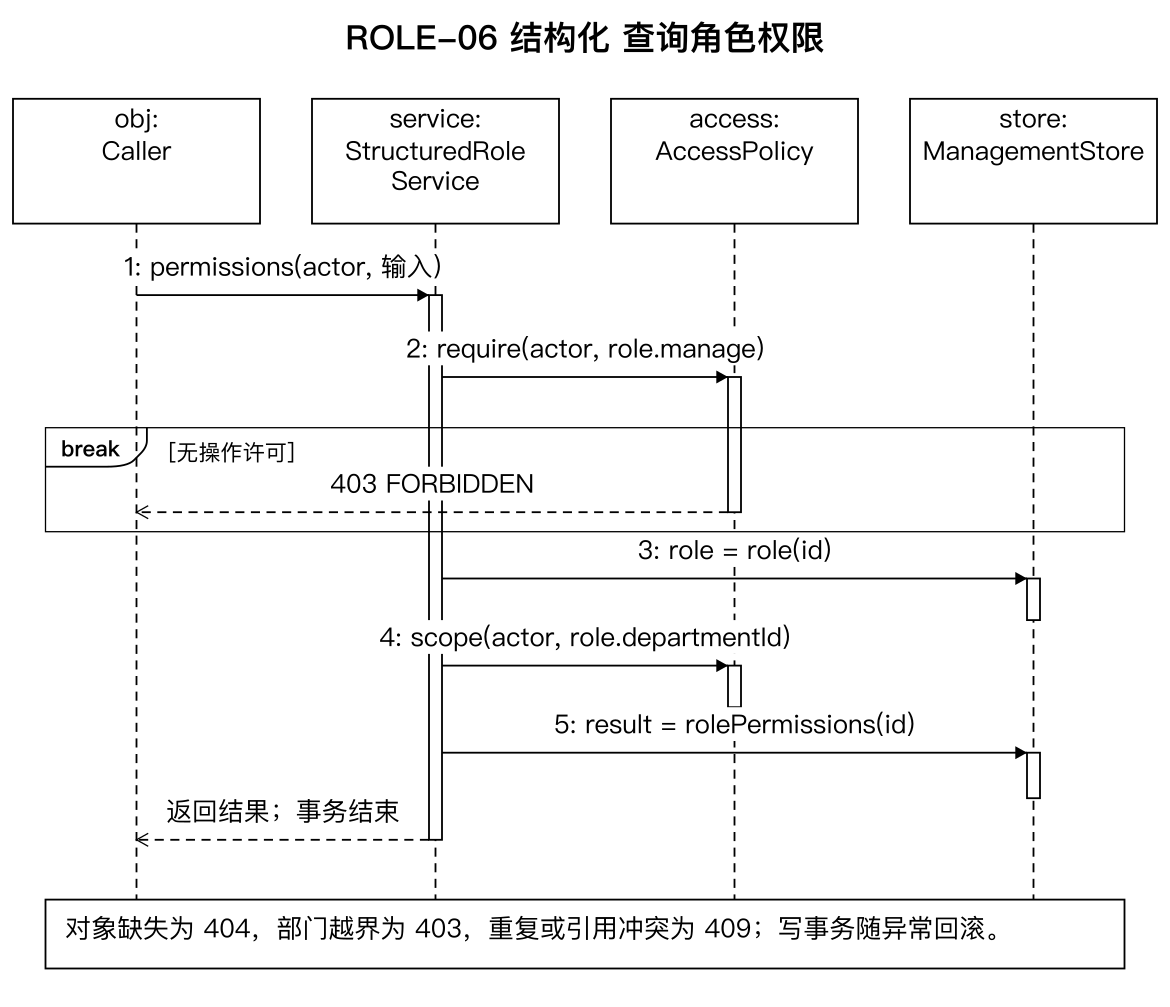 ROLE–06 结构化 查询角色权限
obj:
Caller
service:
StructuredRole
Service
access:
AccessPolicy
store:
ManagementStore
1: permissions(actor, 输入)
2: require(actor, role.manage)
break
[无操作许可]
403 FORBIDDEN
3: role = role(id)
4: scope(actor, role.departmentId)
5: result = rolePermissions(id)
返回结果；事务结束
对象缺失为 404，部门越界为 403，重复或引用冲突为 409；写事务随异常回滚。